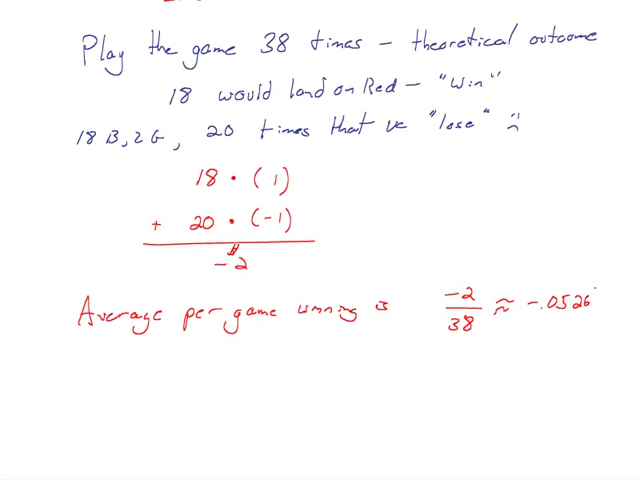 Play the game 38 times – theoretical outcome
18 would land on Red – "Win"
18 B, 2 G, 20 times that we "lose" :(
18 • (1)
+ 20 • (-1)
-$2
Average per game winning is -2/38 ≈ -.0526